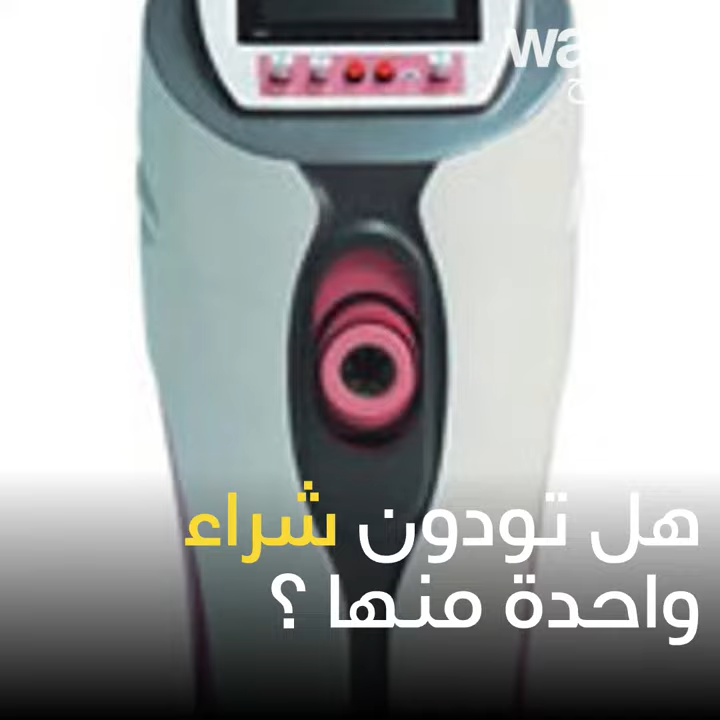 هل تودون شراء
واحدة منها ؟